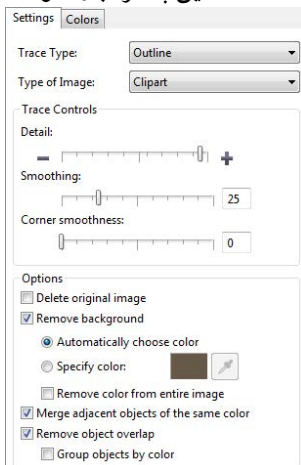 Settings Colors
Trace Type: Outline
Type of Image: Clipart
Trace Controls
Detail:
Smoothing:
25
Corner smoothness:
0
Options
Delete original image
Remove background
Automatically choose color
Specify color:
Remove color from entire image
Merge adjacent objects of the same color
Remove object overlap
Group objects by color